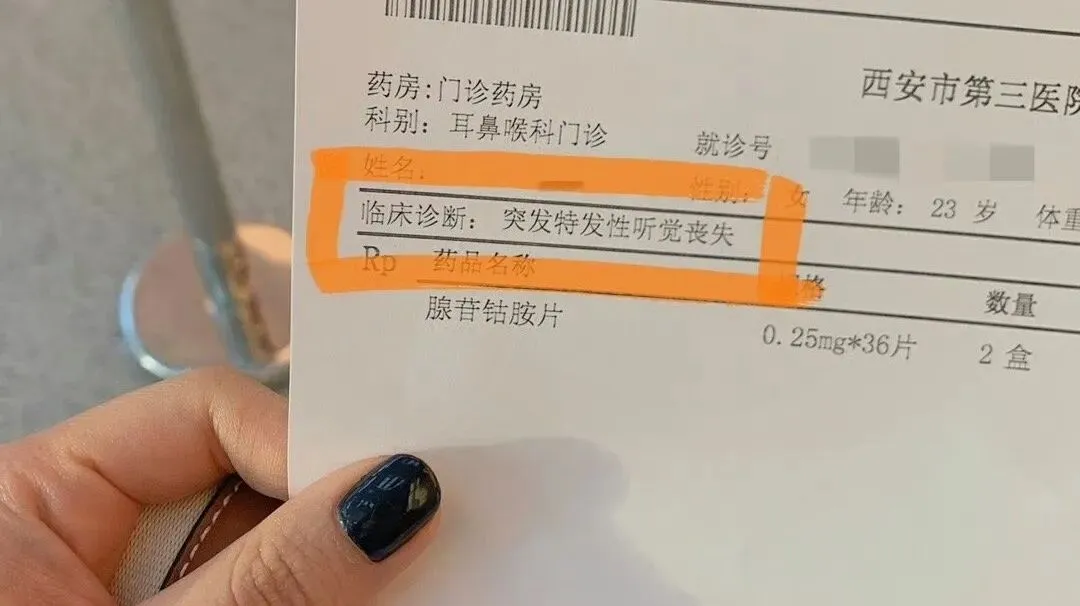 西安市第三医院
药房:门诊药房
科别: 耳鼻喉科门诊
就诊号
姓名:
性别: 女 年龄: 23 岁 体重
临床诊断: 突发特发性听觉丧失
Rp 药品名称 规格 数量
腺苷钴胺片 0.25mg*36片 2 盒